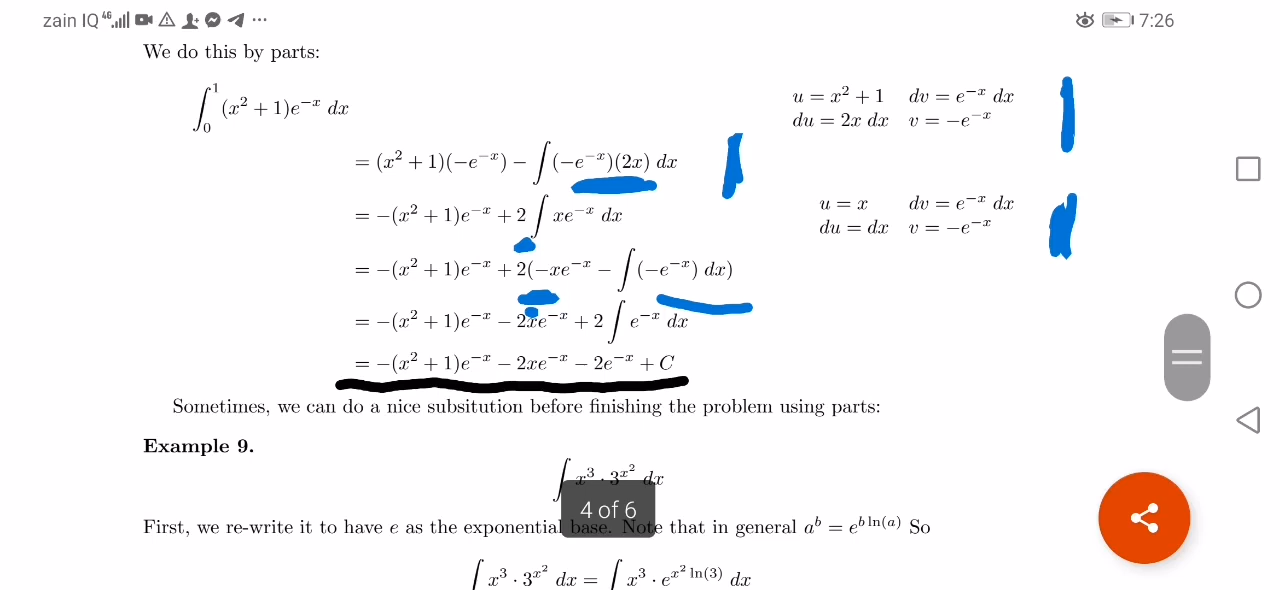 zain IQ 4G 7:26
We do this by parts:
∫₀¹ (x² + 1)e⁻ˣ dx
u = x² + 1 dv = e⁻ˣ dx
du = 2x dx v = −e⁻ˣ
= (x² + 1)(−e⁻ˣ) − ∫ (−e⁻ˣ)(2x) dx
= −(x² + 1)e⁻ˣ + 2 ∫ xe⁻ˣ dx
u = x dv = e⁻ˣ dx
du = dx v = −e⁻ˣ
= −(x² + 1)e⁻ˣ + 2(−xe⁻ˣ − ∫ (−e⁻ˣ) dx)
= −(x² + 1)e⁻ˣ − 2xe⁻ˣ + 2 ∫ e⁻ˣ dx
= −(x² + 1)e⁻ˣ − 2xe⁻ˣ − 2e⁻ˣ + C
Sometimes, we can do a nice subsitution before finishing the problem using parts:
Example 9.
∫ x³ · 3^(x²) dx
4 of 6
First, we re-write it to have e as the exponential base. Note that in general aᵇ = e^(b ln(a)) So
∫ x³ · 3^(x²) dx = ∫ x³ · e^(x² ln(3)) dx